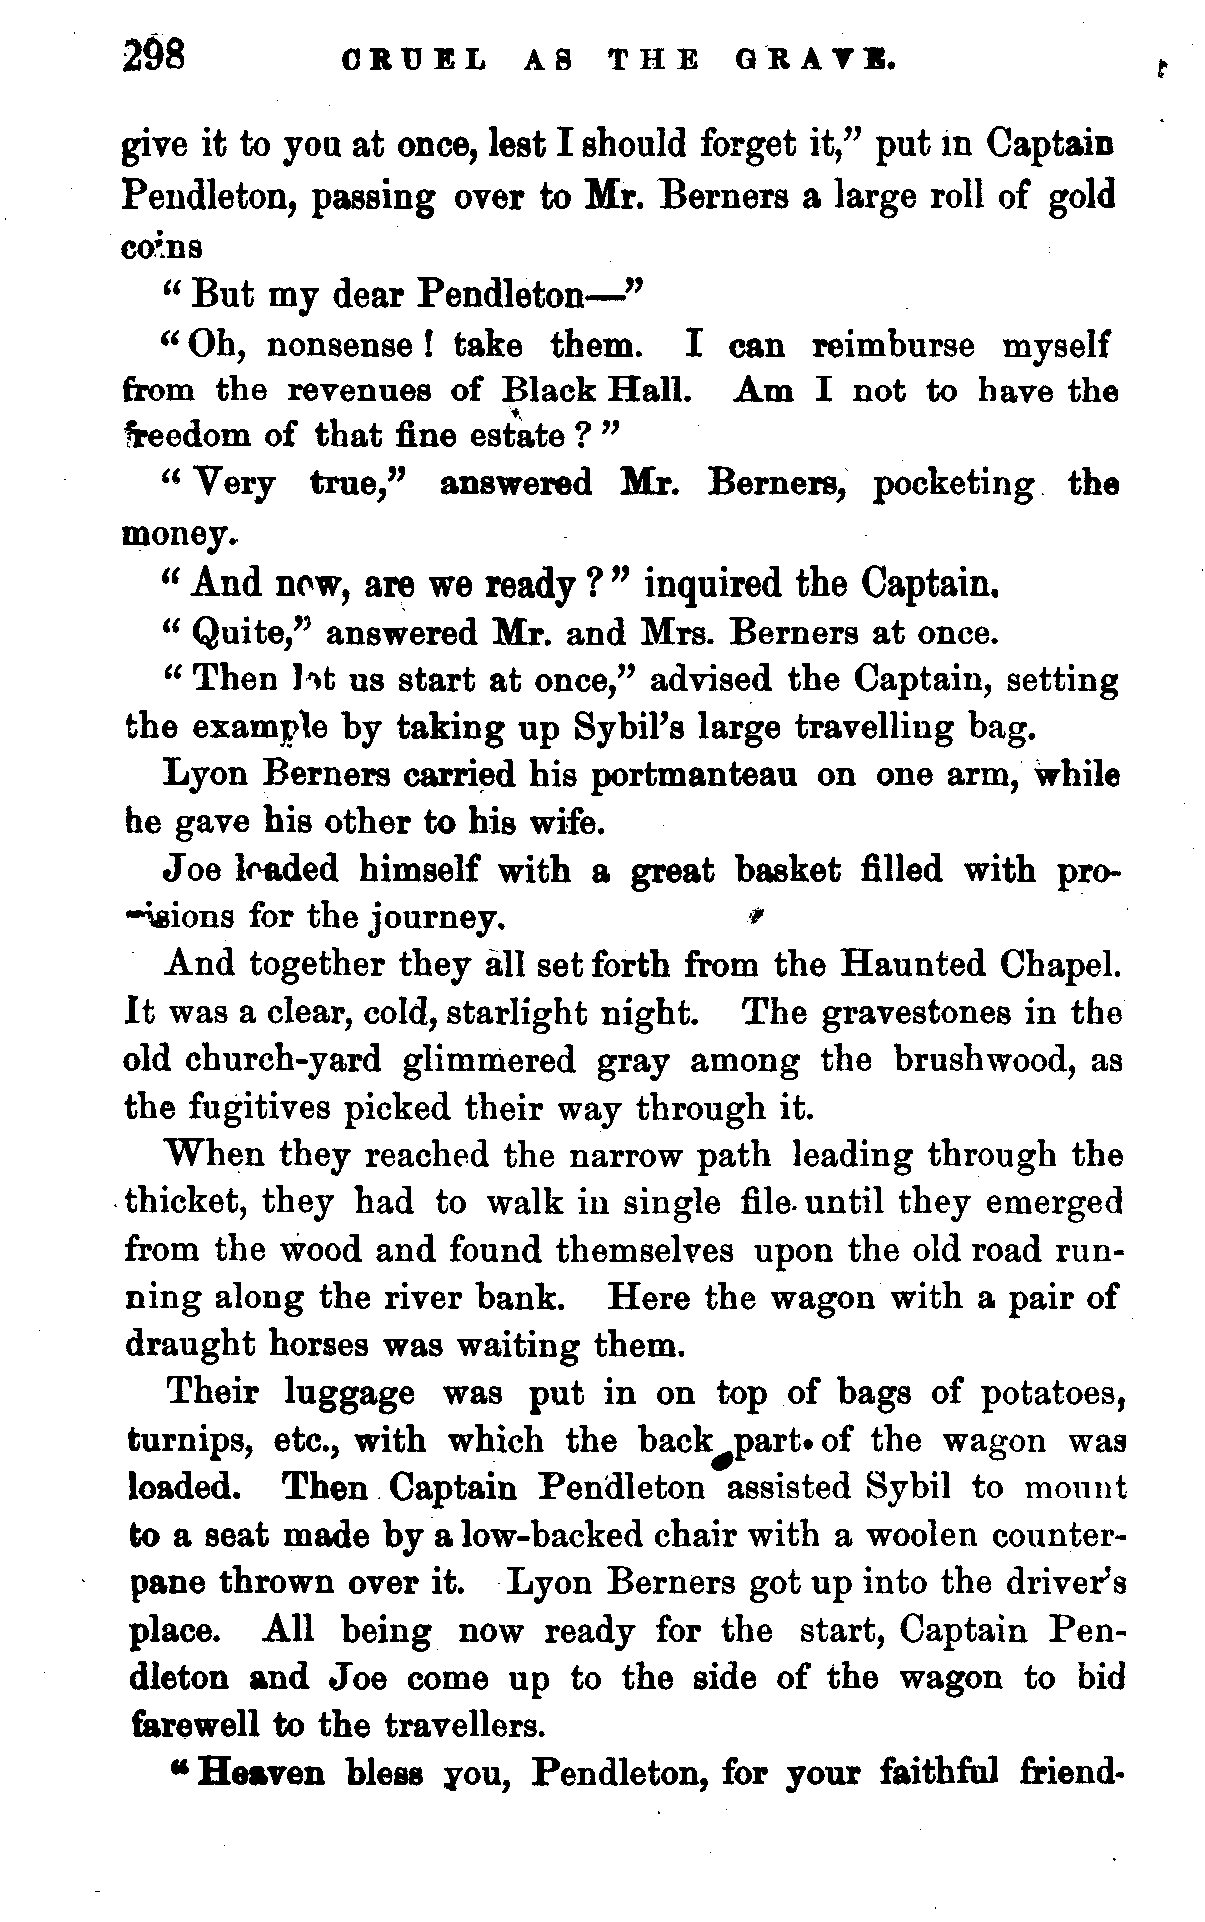 298 CRUEL AS THE GRAVE.
give it to you at once, lest I should forget it,” put in Captain
Pendleton, passing over to Mr. Berners a large roll of gold
coins
“ But my dear Pendleton—”
“ Oh, nonsense ! take them. I can reimburse myself
from the revenues of Black Hall. Am I not to have the
freedom of that fine estate ? ”
“ Very true,” answered Mr. Berners, pocketing the
money.
“ And now, are we ready ? ” inquired the Captain.
“ Quite,” answered Mr. and Mrs. Berners at once.
“ Then let us start at once,” advised the Captain, setting
the example by taking up Sybil’s large travelling bag.
Lyon Berners carried his portmanteau on one arm, while
he gave his other to his wife.
Joe loaded himself with a great basket filled with pro-
visions for the journey.
And together they all set forth from the Haunted Chapel.
It was a clear, cold, starlight night. The gravestones in the
old church-yard glimmered gray among the brushwood, as
the fugitives picked their way through it.
When they reached the narrow path leading through the
thicket, they had to walk in single file until they emerged
from the wood and found themselves upon the old road run-
ning along the river bank. Here the wagon with a pair of
draught horses was waiting them.
Their luggage was put in on top of bags of potatoes,
turnips, etc., with which the back part of the wagon was
loaded. Then Captain Pendleton assisted Sybil to mount
to a seat made by a low-backed chair with a woolen counter-
pane thrown over it. Lyon Berners got up into the driver’s
place. All being now ready for the start, Captain Pen-
dleton and Joe come up to the side of the wagon to bid
farewell to the travellers.
“ Heaven bless you, Pendleton, for your faithful friend-